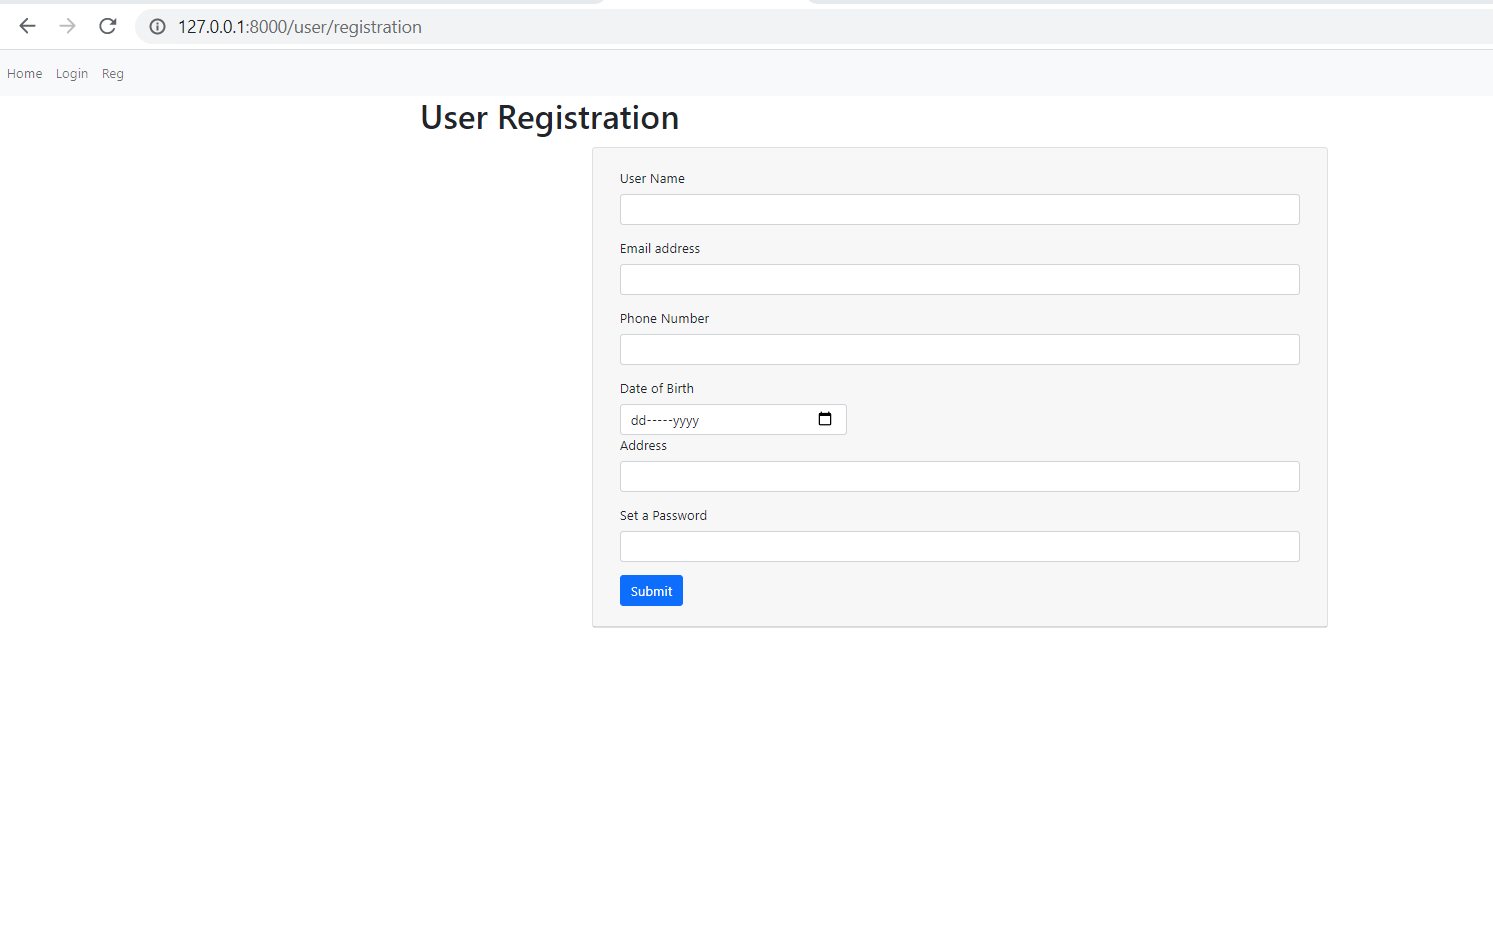 127.0.0.1:8000/user/registration
Home Login Reg
User Registration
User Name
Email address
Phone Number
Date of Birth
dd-----yyyy
Address
Set a Password
Submit